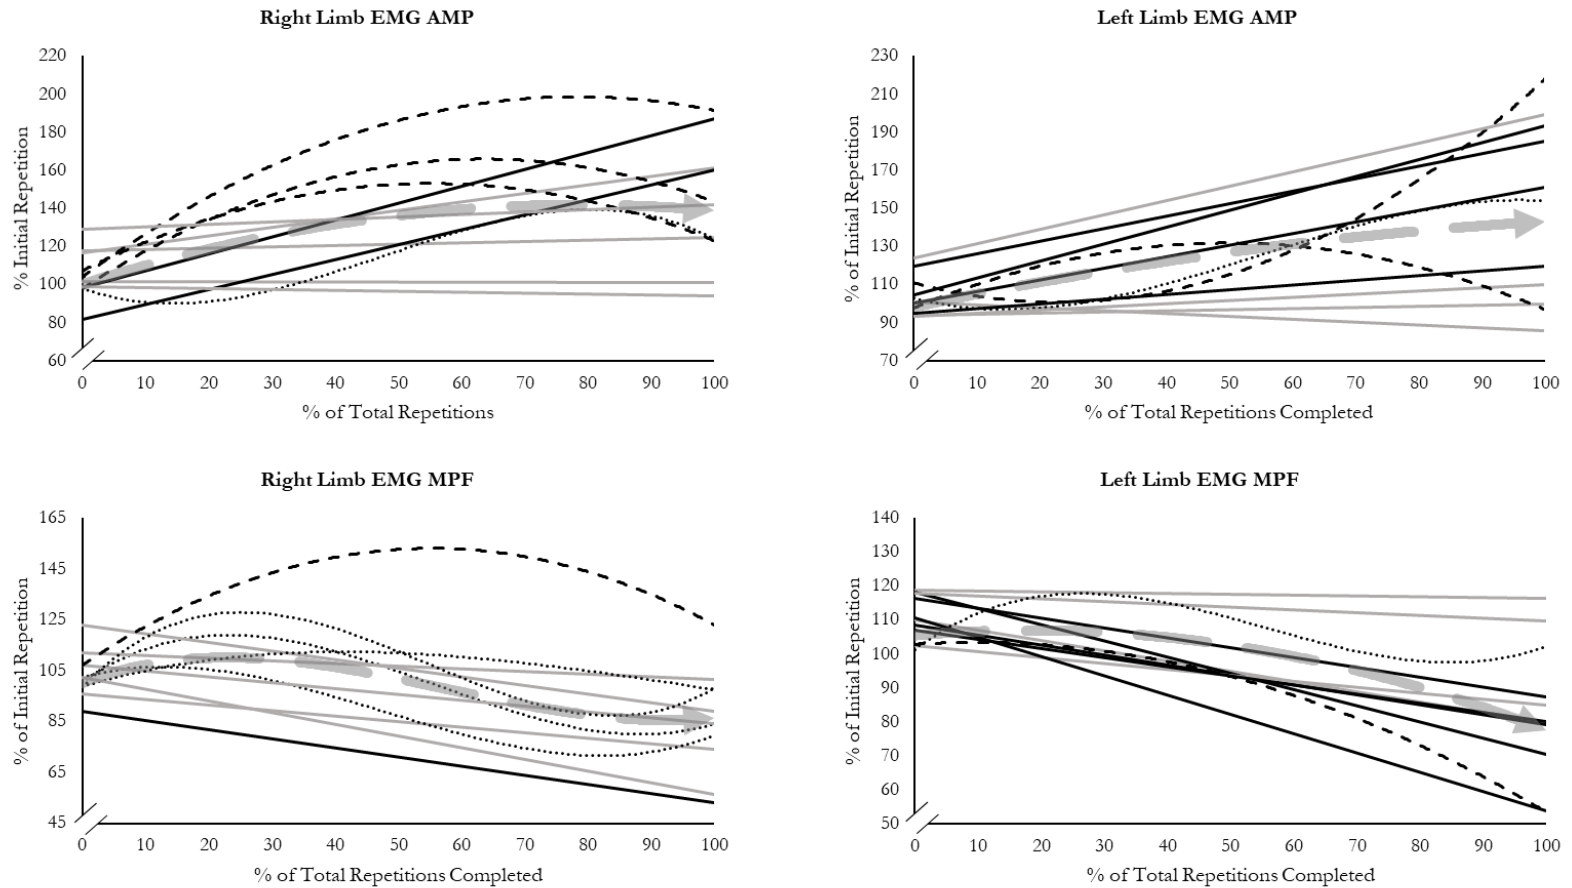 Right Limb EMG AMP
% Initial Repetition
220
200
180
160
140
120
100
80
60
0 10 20 30 40 50 60 70 80 90 100
% of Total Repetitions
Left Limb EMG AMP
% of Initial Repetition
230
210
190
170
150
130
110
90
70
0 10 20 30 40 50 60 70 80 90 100
% of Total Repetitions Completed
Right Limb EMG MPF
% of Initial Repetition
165
145
125
105
85
65
45
0 10 20 30 40 50 60 70 80 90 100
% of Total Repetitions Completed
Left Limb EMG MPF
% of Initial Repetition
140
130
120
110
100
90
80
70
60
50
0 10 20 30 40 50 60 70 80 90 100
% of Total Repetitions Completed